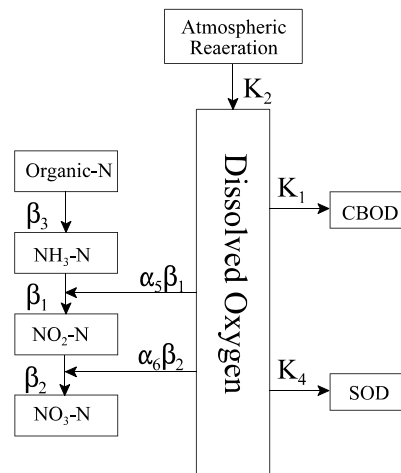 Atmospheric
Reaeration
K₂
Dissolved Oxygen
Organic-N
β₃
NH₃-N
β₁
α₅β₁
NO₂-N
β₂
α₆β₂
NO₃-N
K₁
CBOD
K₄
SOD